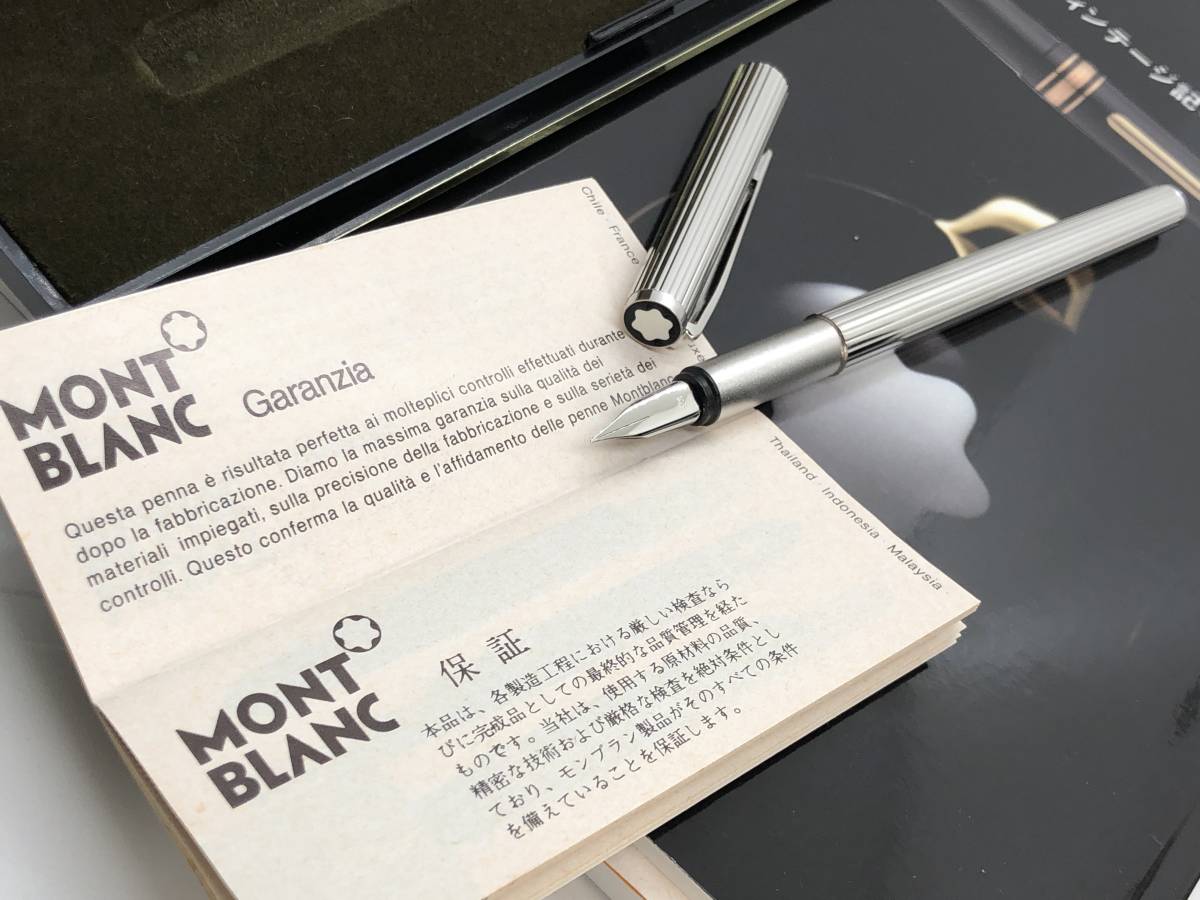 インテージ記
Chile · France
MONT
BLANC
Garanzia
Questa penna è risultata perfetta ai molteplici controlli effettuati durante
dopo la fabbricazione. Diamo la massima garanzia sulla qualità dei
materiali impiegati, sulla precisione della fabbricazione e sulla serietà dei
controlli. Questo conferma la qualità e l'affidamento delle penne Montblanc
Thailand · Indonesia · Malaysia
MONT
BLANC
保証
本品は、各製造工程における厳しい検査なら
びに完成品としての最終的な品質管理を経た
ものです。当社は、使用する原材料の品質、
精密な技術および厳格な検査を絶対条件とし
ており、モンブラン製品がそのすべての条件
を備えていることを保証します。